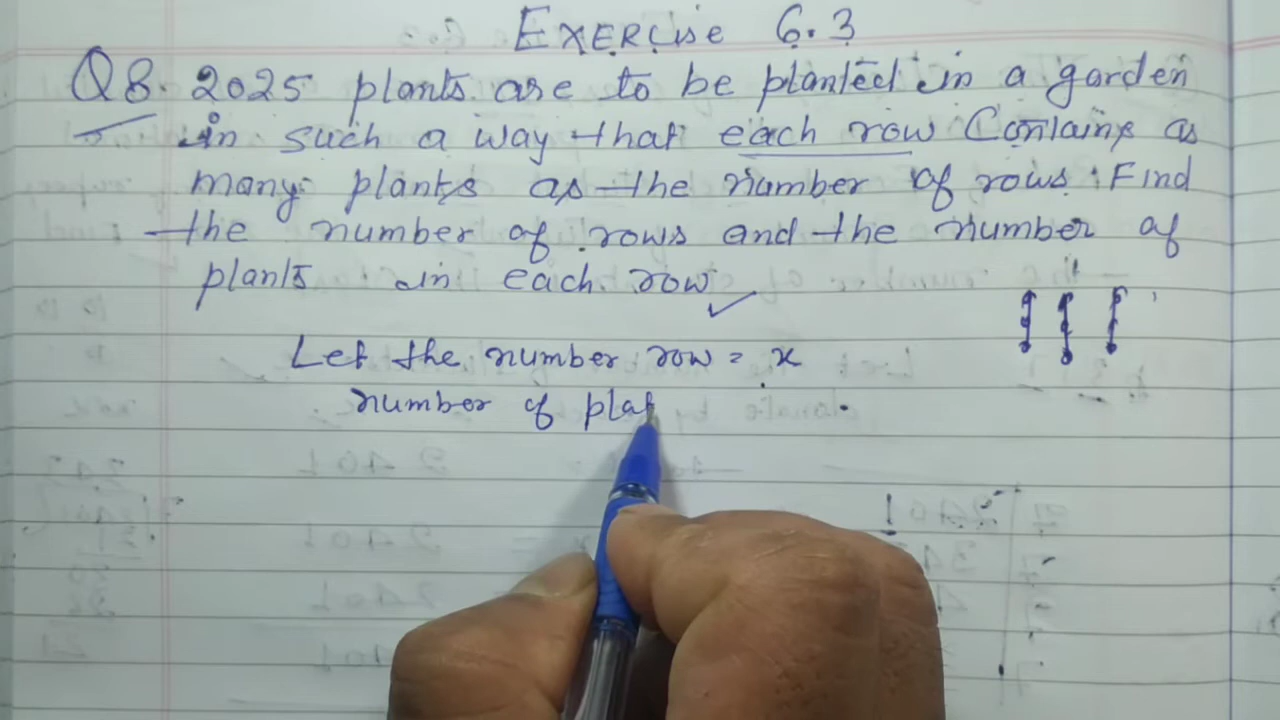 EXERCISE 6.3
Q8. 2025 plants are to be planted in a garden
in such a way that each row Contains as
many plants as the number of rows. Find
the number of rows and the number of
plants in each row
Let the number row = x
number of plat